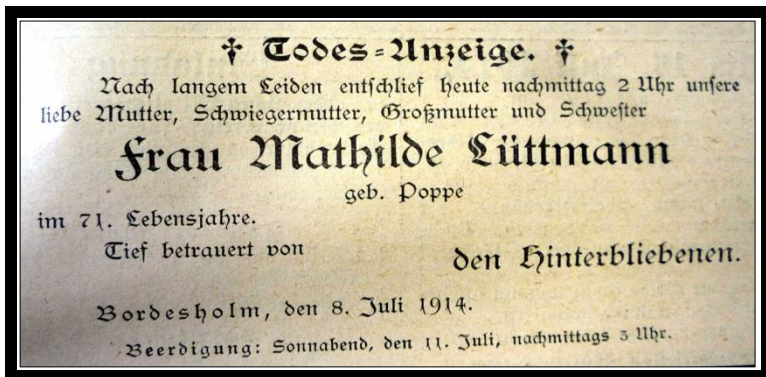 ✝ Todes-Anzeige. ✝
Nach langem Leiden entschlief heute nachmittag 2 Uhr unsere
liebe Mutter, Schwiegermutter, Großmutter und Schwester
Frau Mathilde Lüttmann
geb. Poppe
im 71. Lebensjahre.
Tief betrauert von
den Hinterbliebenen.
Bordesholm, den 8. Juli 1914.
Beerdigung: Sonnabend, den 11. Juli, nachmittags 3 Uhr.